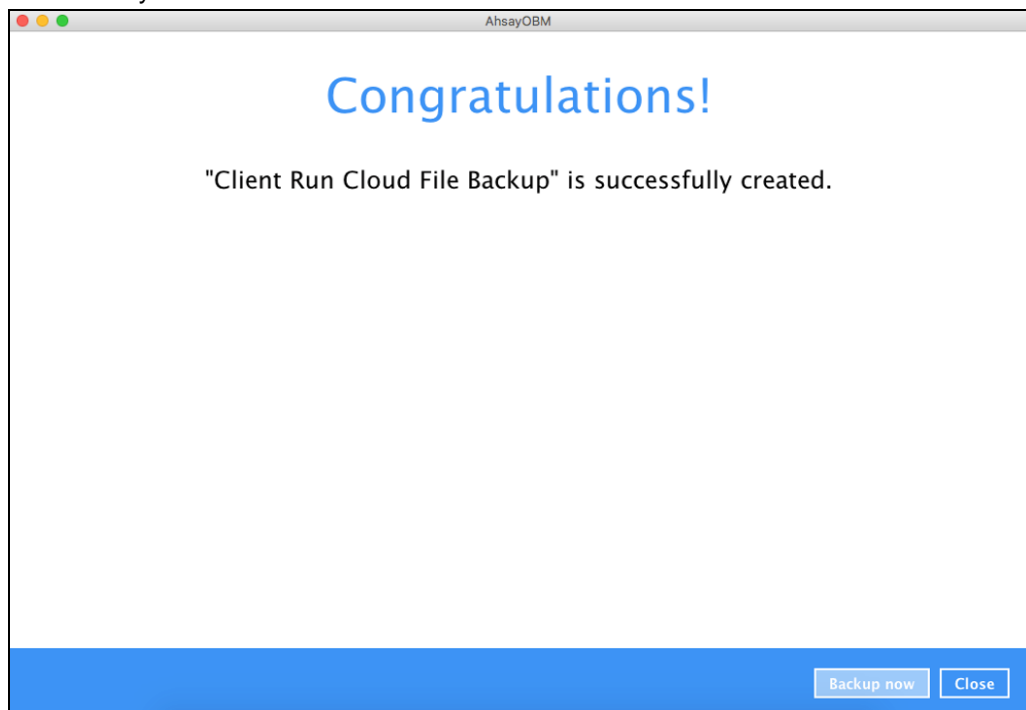 AhsayOBM
Congratulations!
"Client Run Cloud File Backup" is successfully created.
Backup now
Close